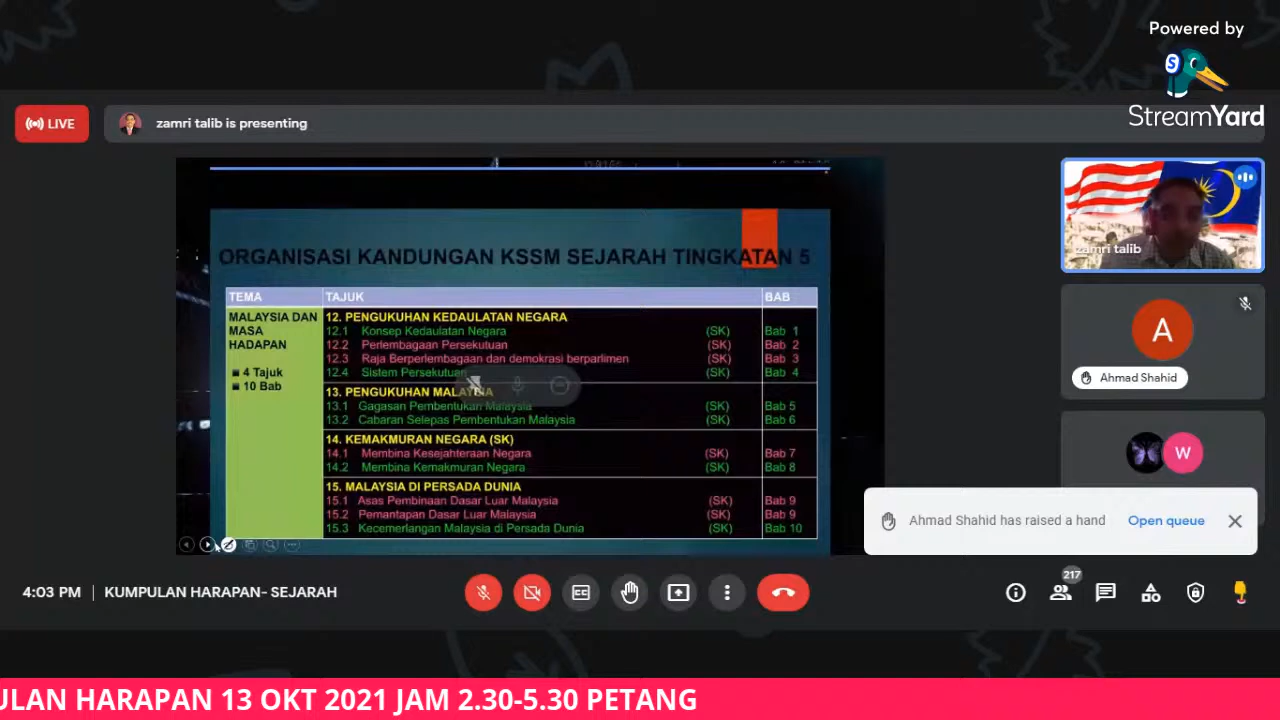 Powered by
S
StreamYard
LIVE
zamri talib is presenting
ORGANISASI KANDUNGAN KSSM SEJARAH TINGKATAN 5
TEMA TAJUK BAB
MALAYSIA DAN MASA HADAPAN
4 Tajuk
10 Bab
12. PENGUKUHAN KEDAULATAN NEGARA
12.1 Konsep Kedaulatan Negara (SK) Bab 1
12.2 Perlembagaan Persekutuan (SK) Bab 2
12.3 Raja Berperlembagaan dan demokrasi berparlimen (SK) Bab 3
12.4 Sistem Persekutuan (SK) Bab 4
13. PENGUKUHAN MALAYSIA
13.1 Gagasan Pembentukan Malaysia (SK) Bab 5
13.2 Cabaran Selepas Pembentukan Malaysia (SK) Bab 6
14. KEMAKMURAN NEGARA (SK)
14.1 Membina Kesejahteraan Negara (SK) Bab 7
14.2 Membina Kemakmuran Negara (SK) Bab 8
15. MALAYSIA DI PERSADA DUNIA
15.1 Asas Pembinaan Dasar Luar Malaysia (SK) Bab 9
15.2 Pemantapan Dasar Luar Malaysia (SK) Bab 9
15.3 Kecemerlangan Malaysia di Persada Dunia (SK) Bab 10
zamri talib
A
Ahmad Shahid
W
Ahmad Shahid has raised a hand Open queue
4:03 PM KUMPULAN HARAPAN- SEJARAH
217
ULAN HARAPAN 13 OKT 2021 JAM 2.30-5.30 PETANG